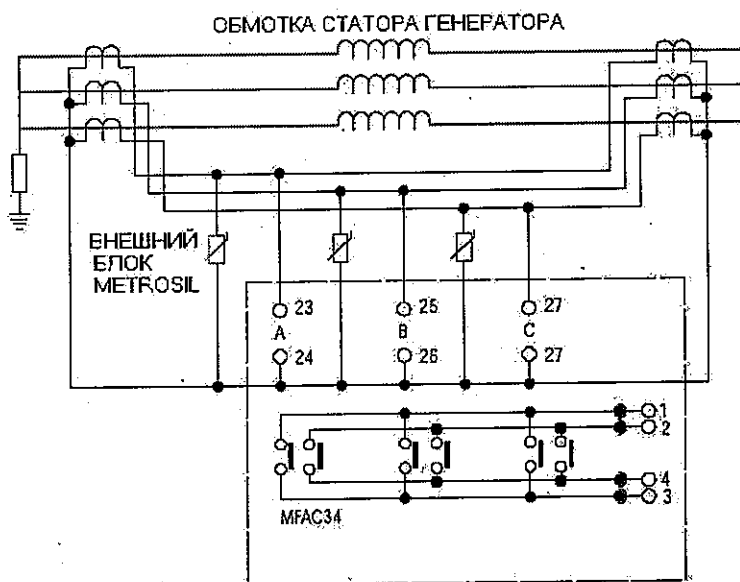 ОБМОТКА СТАТОРА ГЕНЕРАТОРА
ВНЕШНИЙ
БЛОК
METROSIL
23 25 27
A B C
24 26 27
1
2
4
3
MFAC34